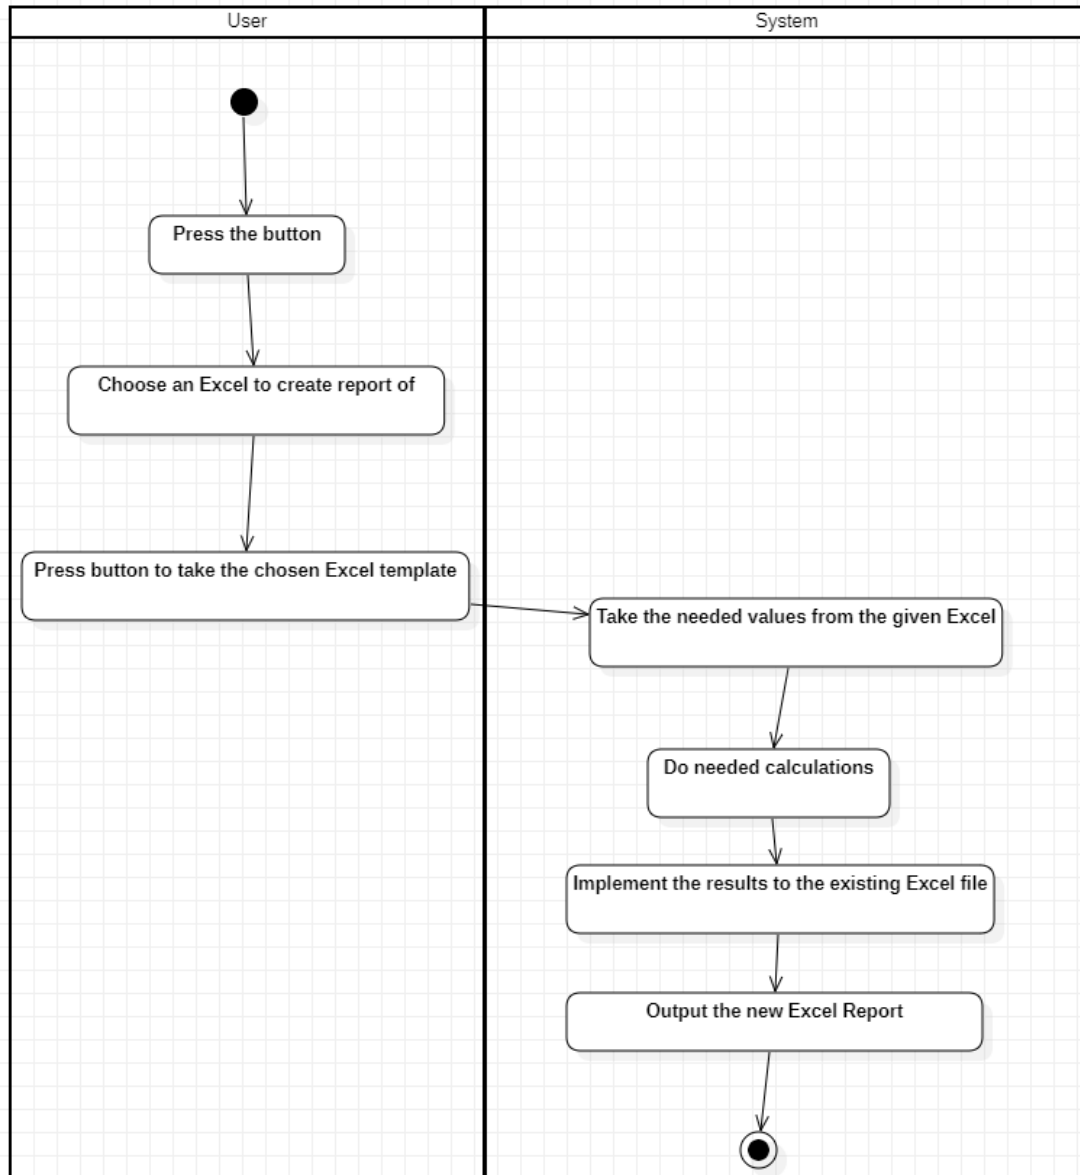 User
System
Press the button
Choose an Excel to create report of
Press button to take the chosen Excel template
Take the needed values from the given Excel
Do needed calculations
Implement the results to the existing Excel file
Output the new Excel Report